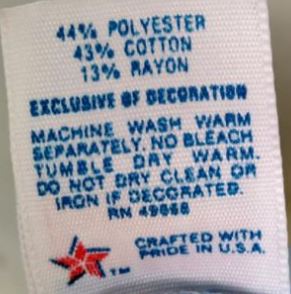 44% POLYESTER
43% COTTON
13% RAYON
EXCLUSIVE OF DECORATION
MACHINE WASH WARM
SEPARATELY. NO BLEACH
TUMBLE DRY WARM.
DO NOT DRY CLEAN OR
IRON IF DECORATED.
RN
CRAFTED WITH
PRIDE IN U.S.A.
TM